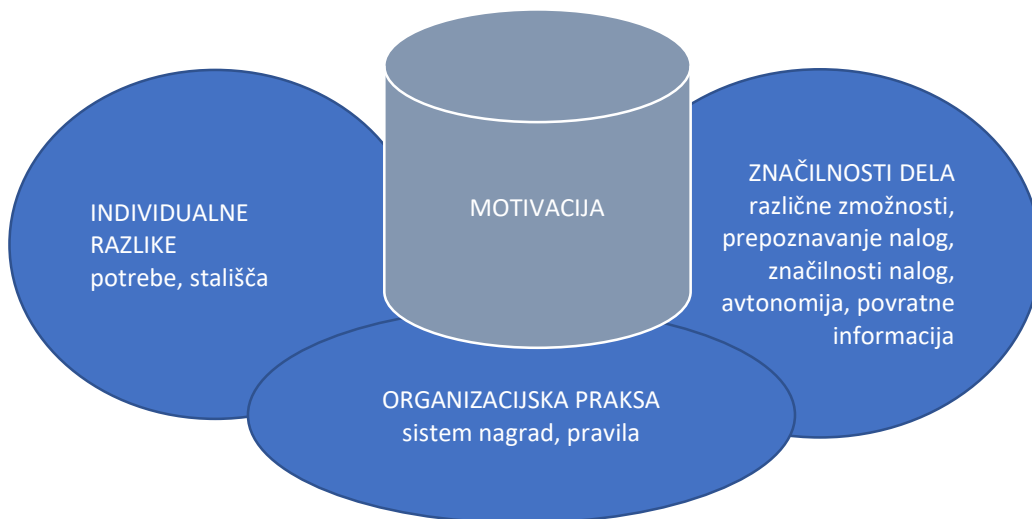 INDIVIDUALNE
RAZLIKE
potrebe, stališča
MOTIVACIJA
ZNAČILNOSTI DELA
različne zmožnosti,
prepoznavanje nalog,
značilnosti nalog,
avtonomija, povratne
informacija
ORGANIZACIJSKA PRAKSA
sistem nagrad, pravila